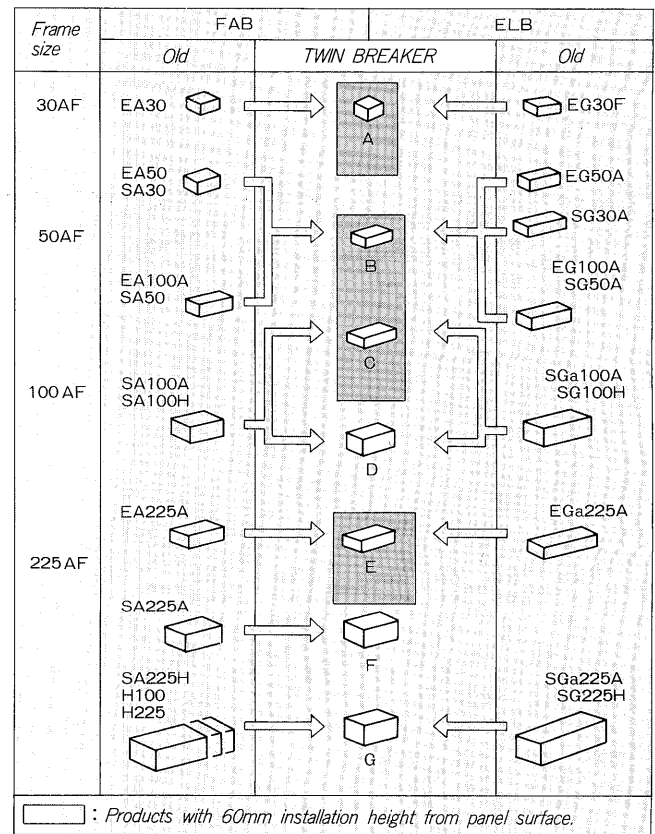 Frame size
FAB
ELB
Old
TWIN BREAKER
Old
30AF
EA30
A
EG30F
EA50
SA30
EG50A
SG30A
50AF
B
EA100A
SA50
EG100A
SG50A
C
100AF
SA100A
SA100H
SGa100A
SG100H
D
EA225A
EGa225A
225AF
E
SA225A
F
SA225H
H100
H225
SGa225A
SG225H
G
: Products with 60mm installation height from panel surface.